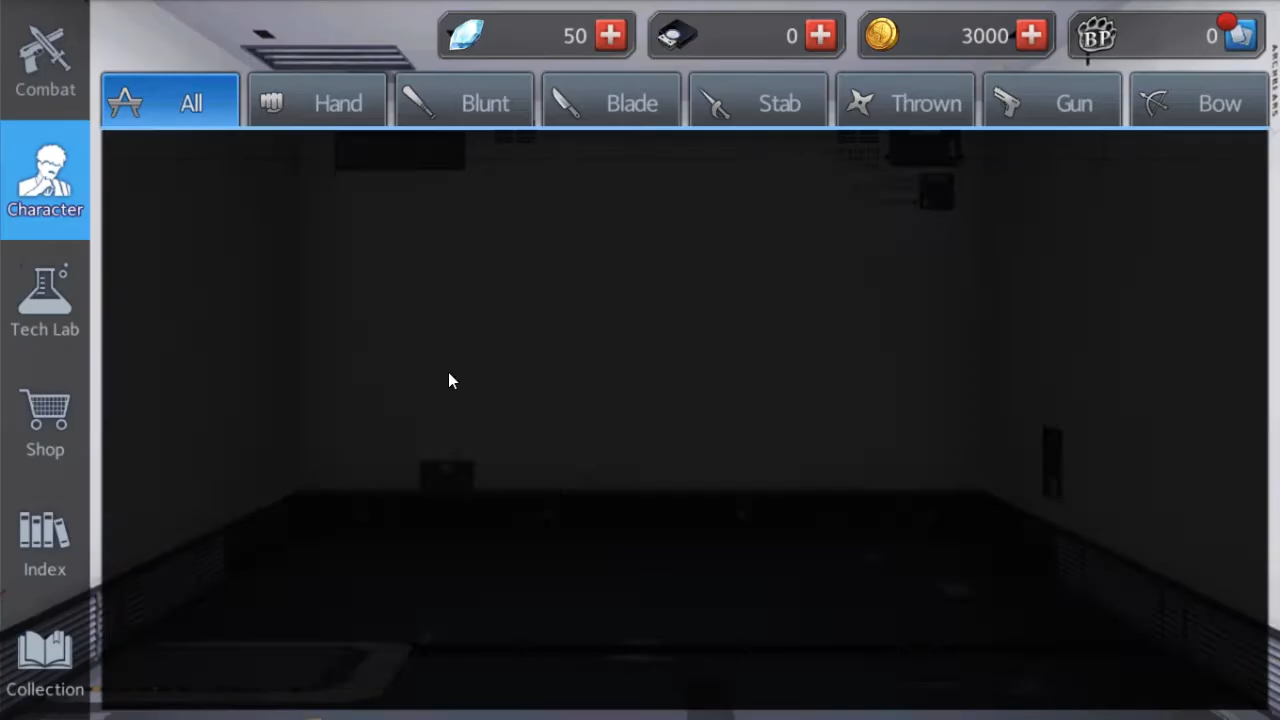 50
0
3000
BP
0
Combat
All
Hand
Blunt
Blade
Stab
Thrown
Gun
Bow
Character
Tech Lab
Shop
Index
Collection